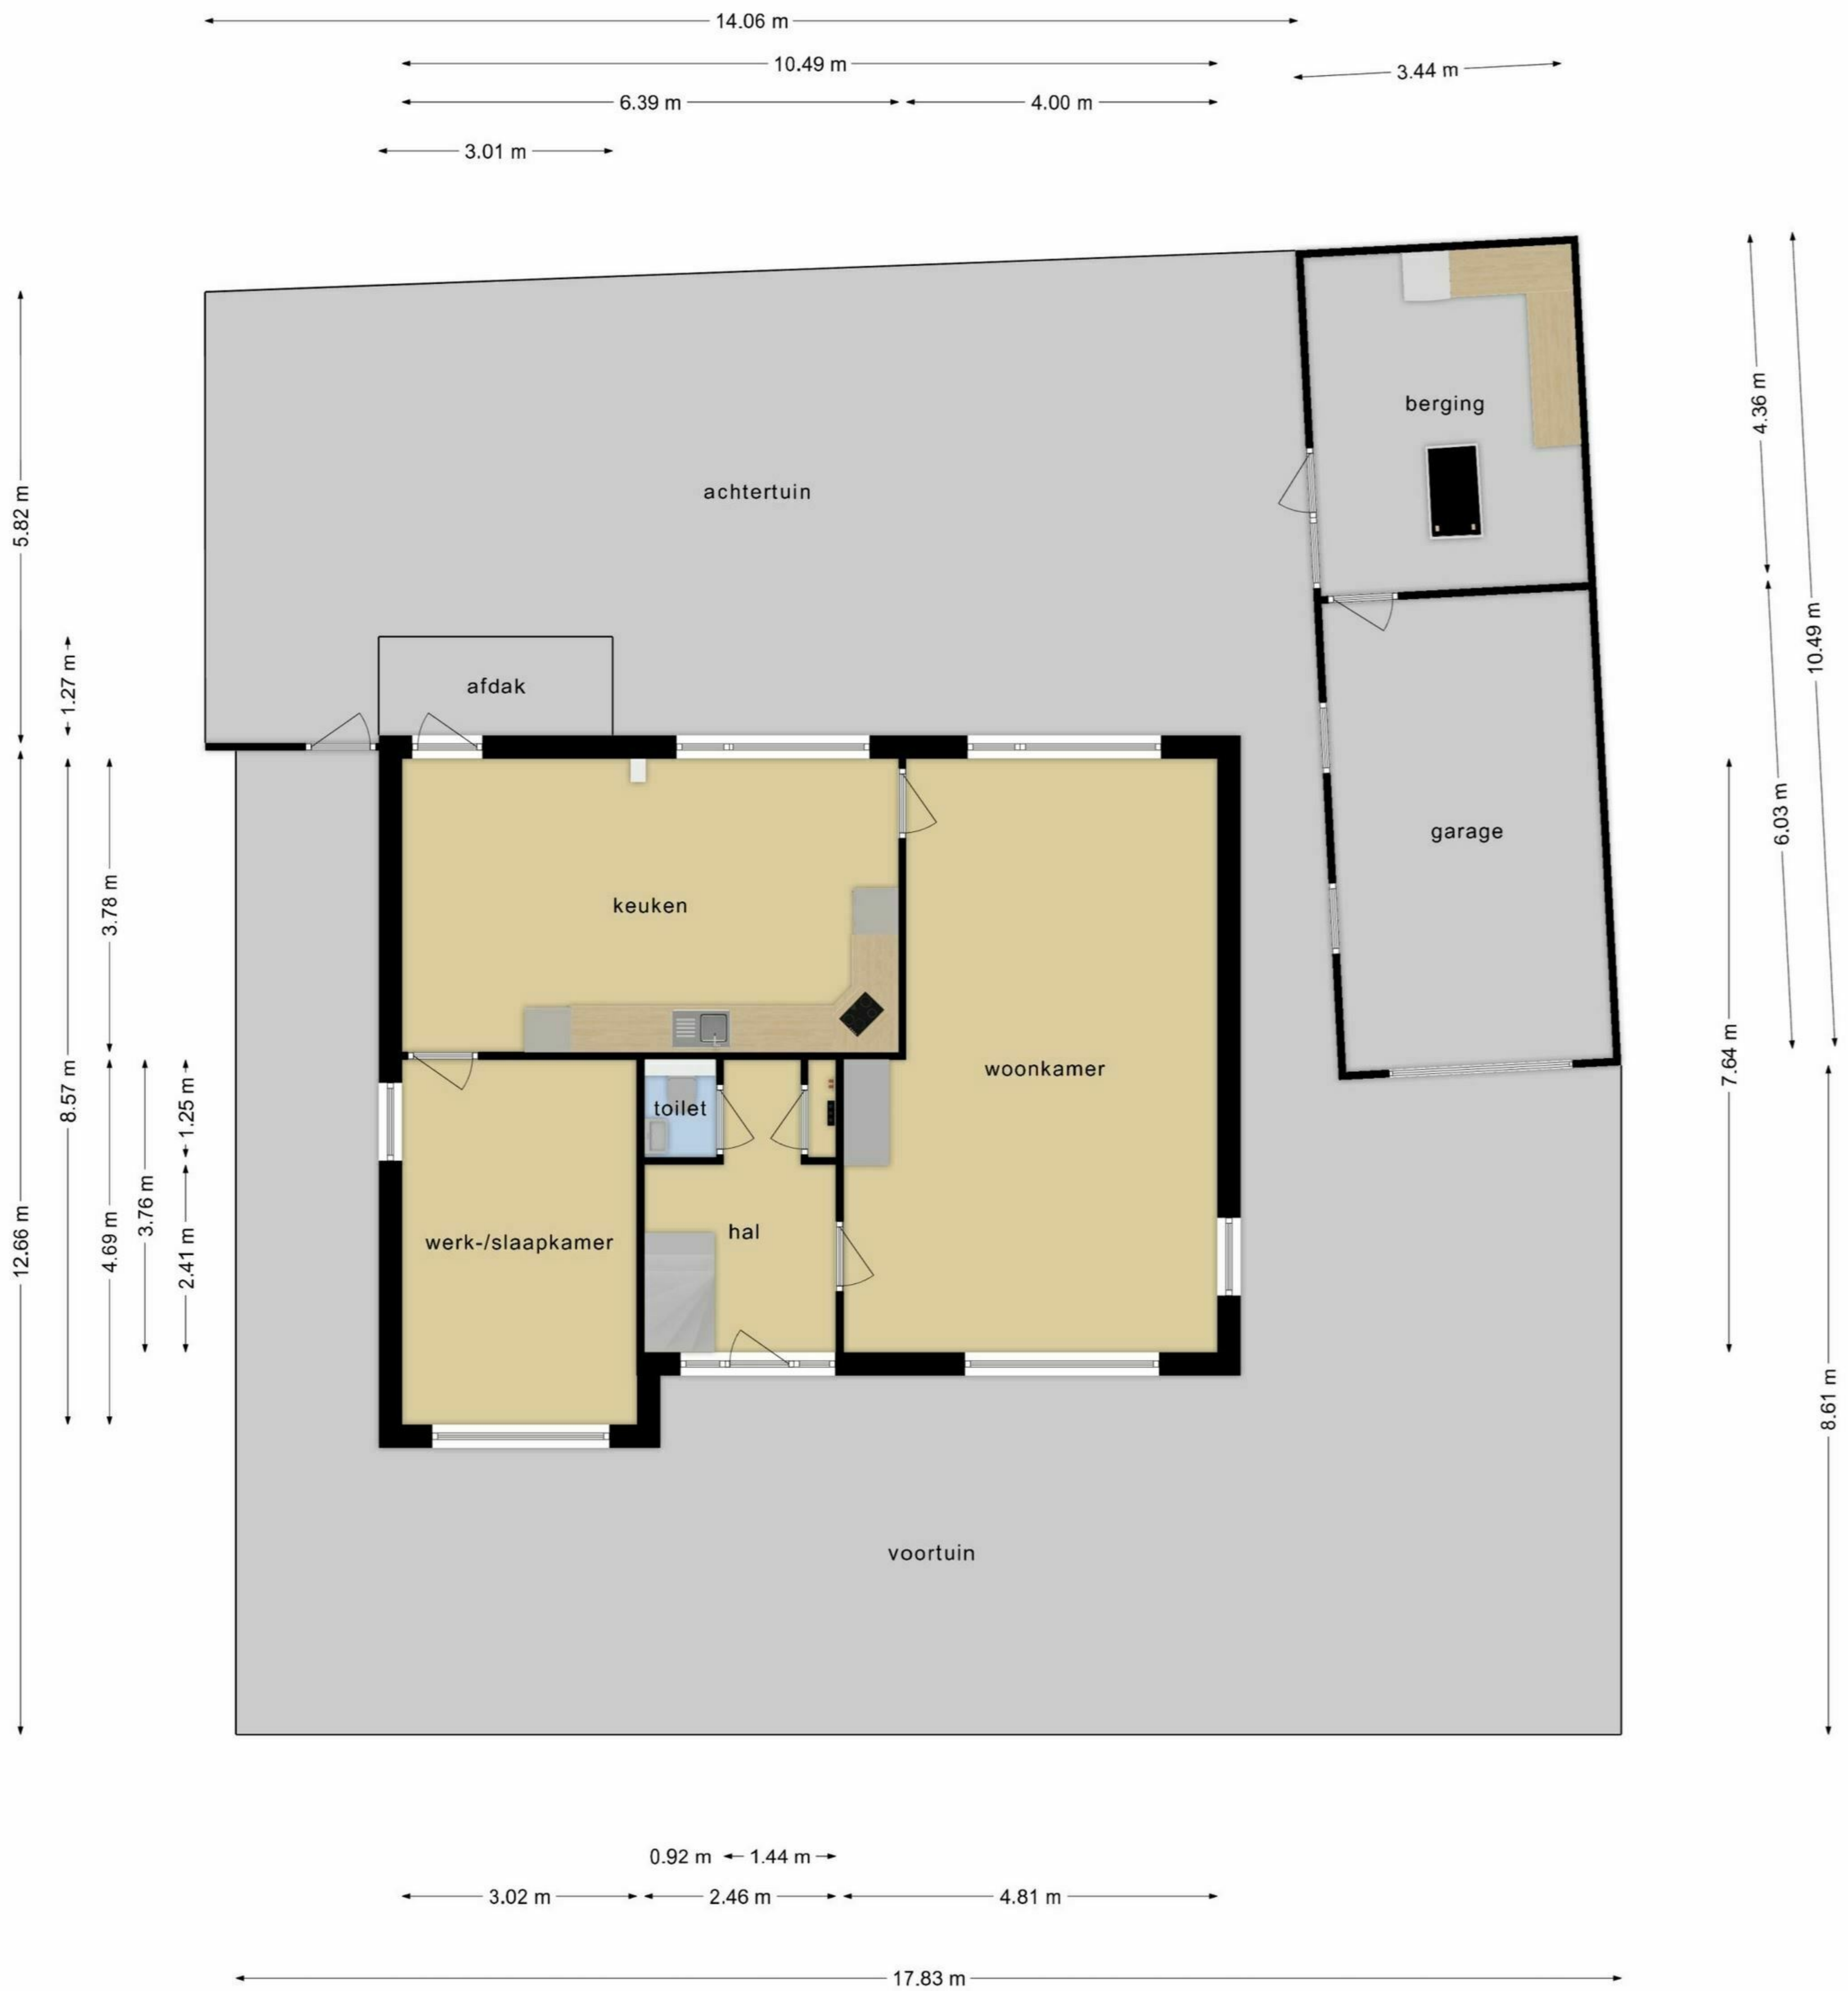 14.06 m
10.49 m
3.44 m
6.39 m
4.00 m
3.01 m
berging
4.36 m
achtertuin
5.82 m
10.49 m
1.27 m
afdak
6.03 m
garage
3.78 m
keuken
7.64 m
woonkamer
8.57 m
1.25 m
toilet
3.76 m
12.66 m
4.69 m
2.41 m
werk-/slaapkamer
hal
8.61 m
voortuin
0.92 m
1.44 m
3.02 m
2.46 m
4.81 m
17.83 m